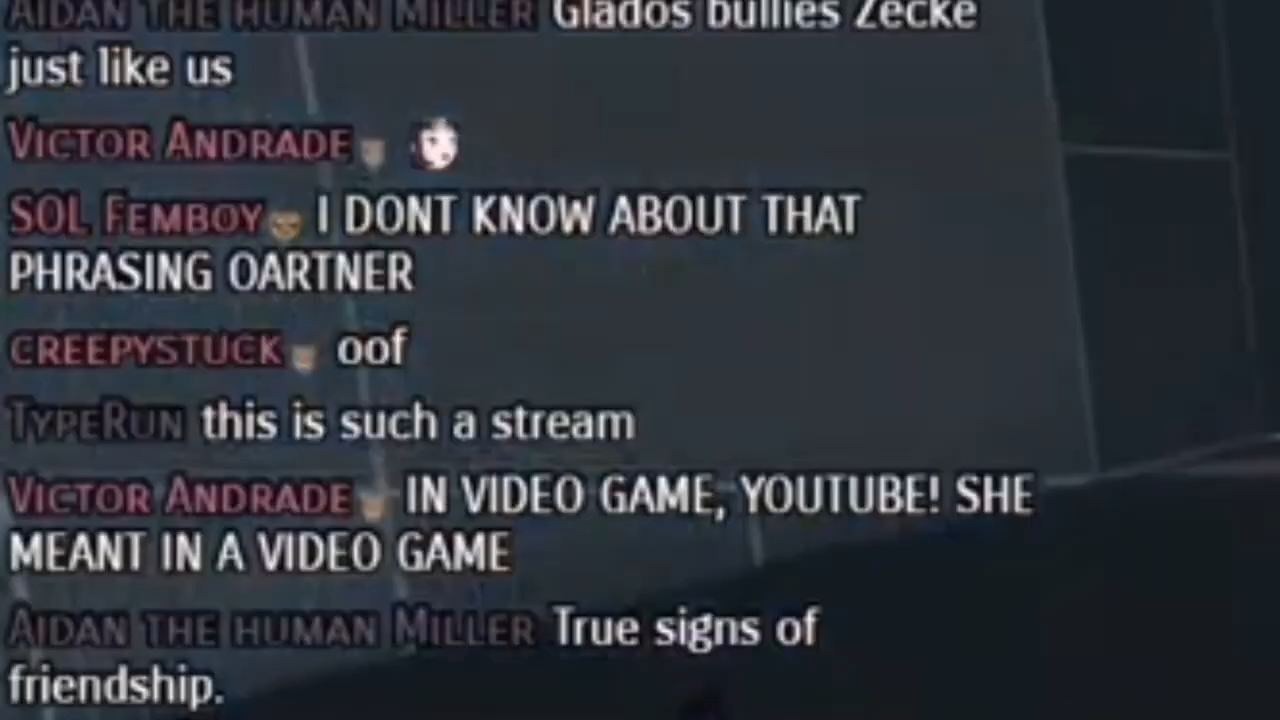 AIDAN THE HUMAN MILLER Glados bullies Zecke
just like us
VICTOR ANDRADE
SOL FEMBOY I DONT KNOW ABOUT THAT
PHRASING OARTNER
CREEPYSTUCK oof
TYPERUN this is such a stream
VICTOR ANDRADE IN VIDEO GAME, YOUTUBE! SHE
MEANT IN A VIDEO GAME
AIDAN THE HUMAN MILLER True signs of
friendship.